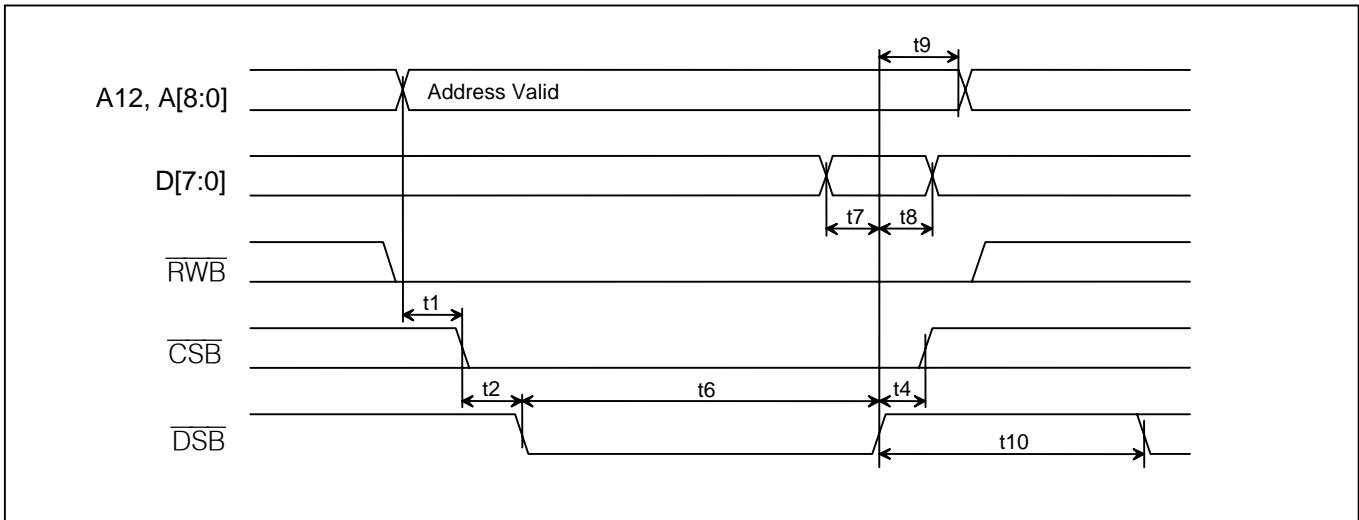 t9
A12, A[8:0]
Address Valid
D[7:0]
t7
t8
RWB
t1
CSB
t2
t6
t4
DSB
t10